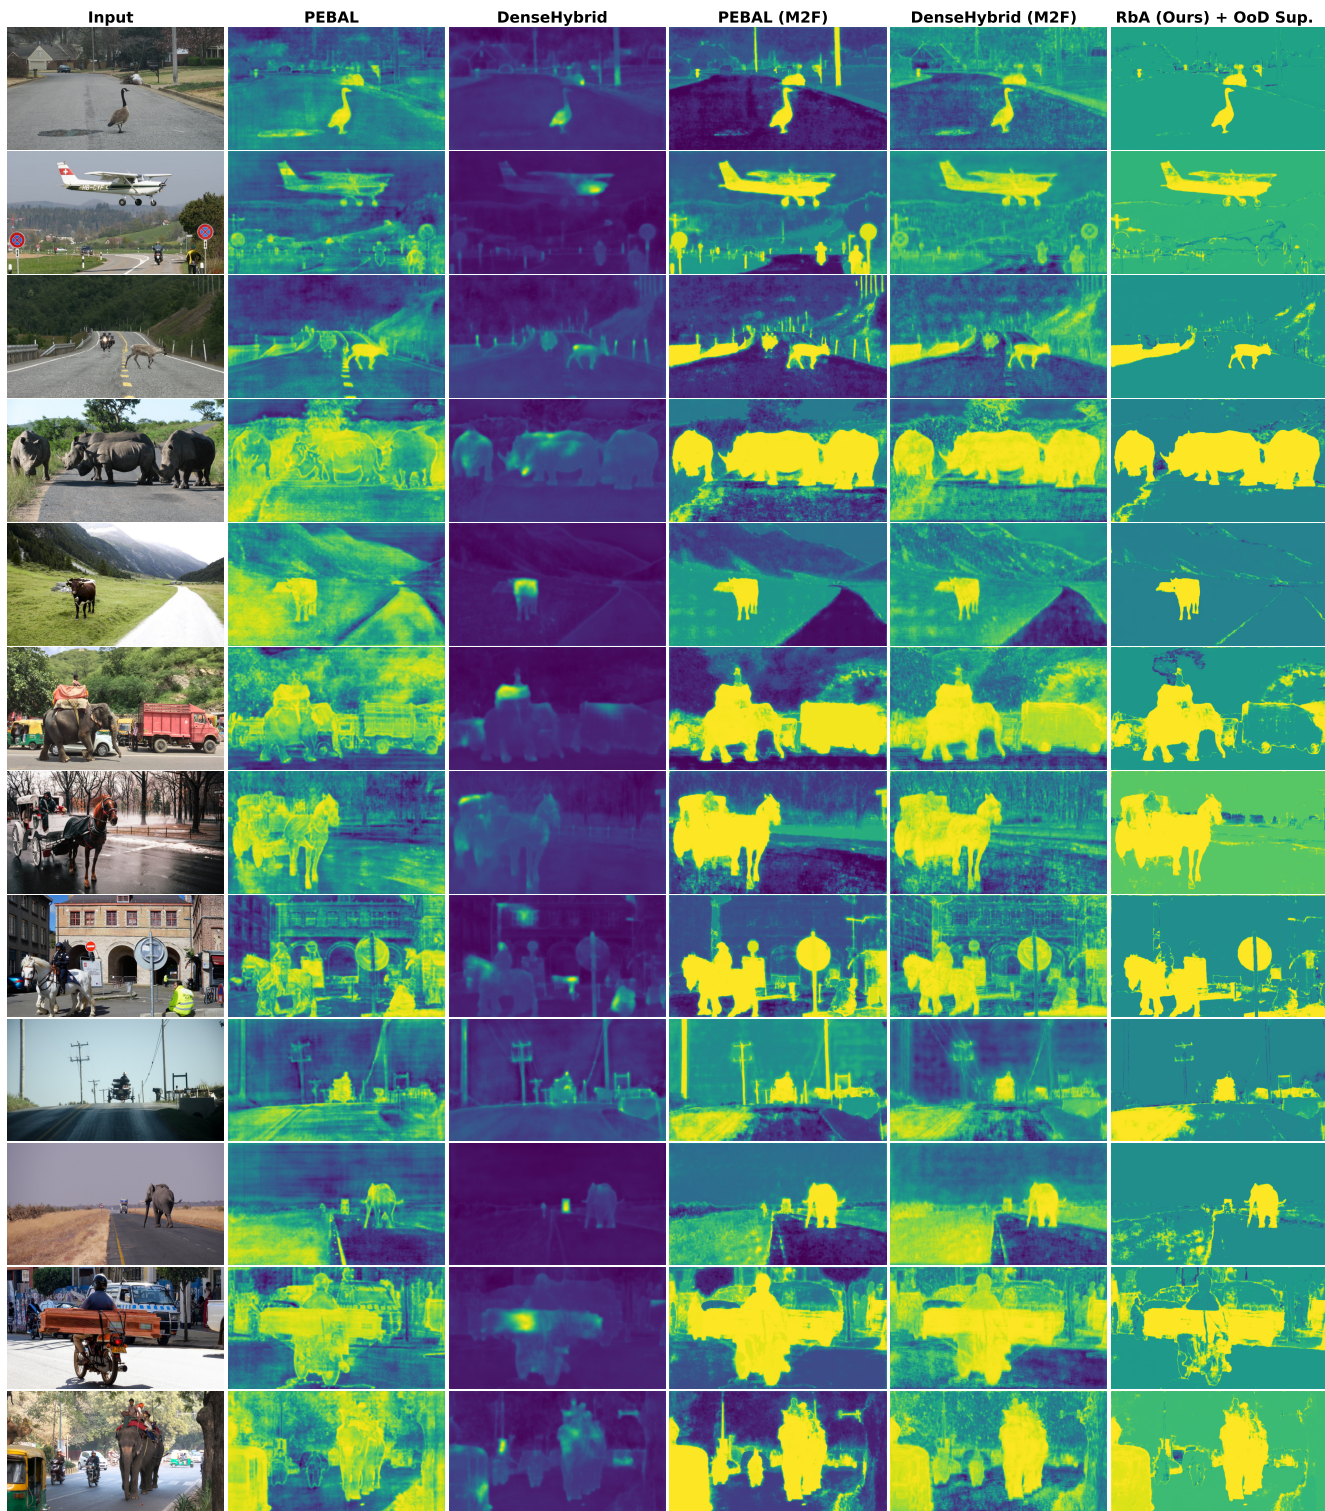 Input PEBAL DenseHybrid PEBAL (M2F) DenseHybrid (M2F) RbA (Ours) + OoD Sup.